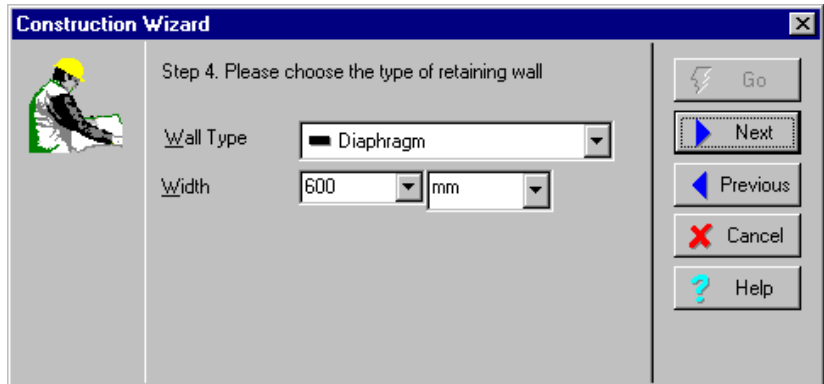 Construction Wizard
Step 4. Please choose the type of retaining wall
Wall Type
Diaphragm
Width
600
mm
Go
Next
Previous
Cancel
Help